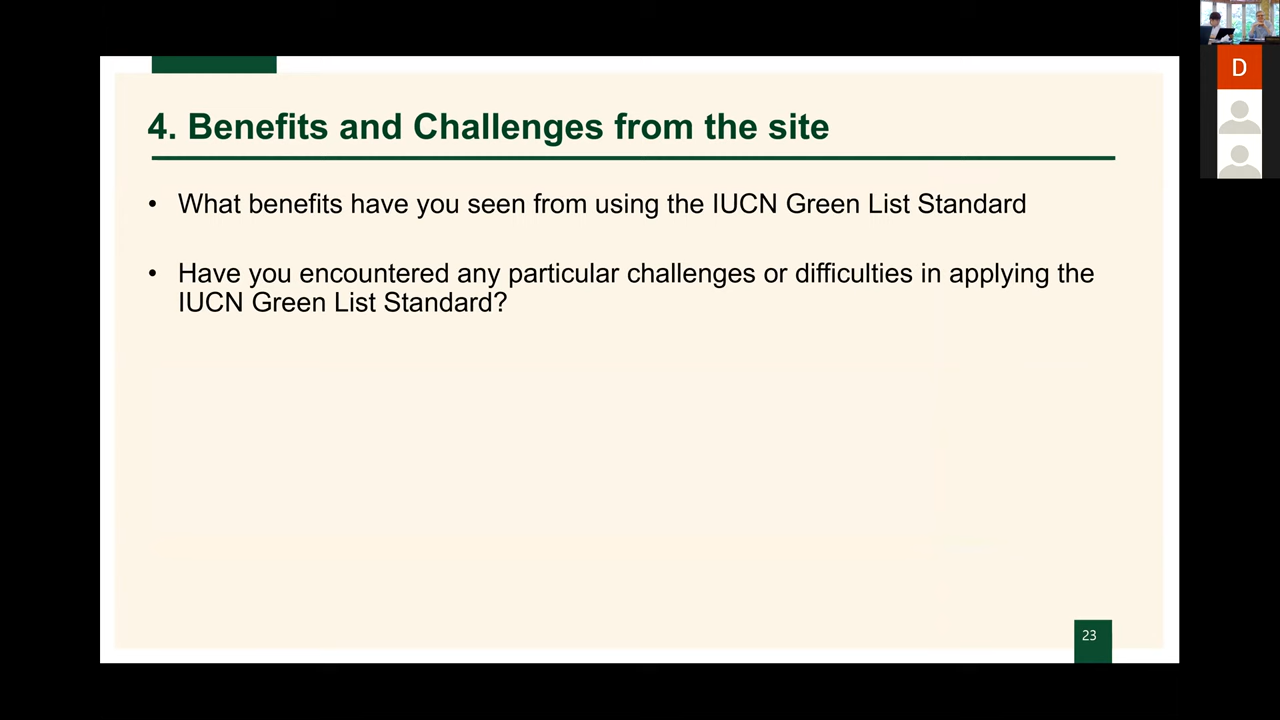 4. Benefits and Challenges from the site
• What benefits have you seen from using the IUCN Green List Standard
• Have you encountered any particular challenges or difficulties in applying the
IUCN Green List Standard?
23
D